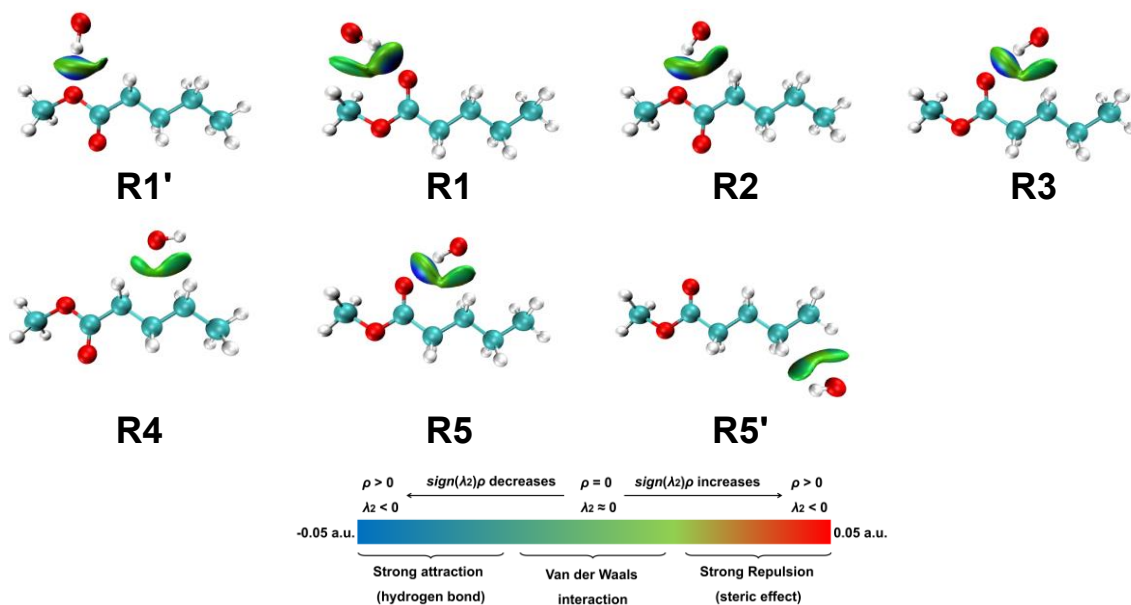 R1' R1 R2 R3
R4 R5 R5'
ρ > 0 sign(λ₂)ρ decreases ρ = 0 sign(λ₂)ρ increases ρ > 0
λ₂ < 0 λ₂ ≈ 0 λ₂ < 0
-0.05 a.u. 0.05 a.u.
Strong attraction Van der Waals Strong Repulsion
(hydrogen bond) interaction (steric effect)